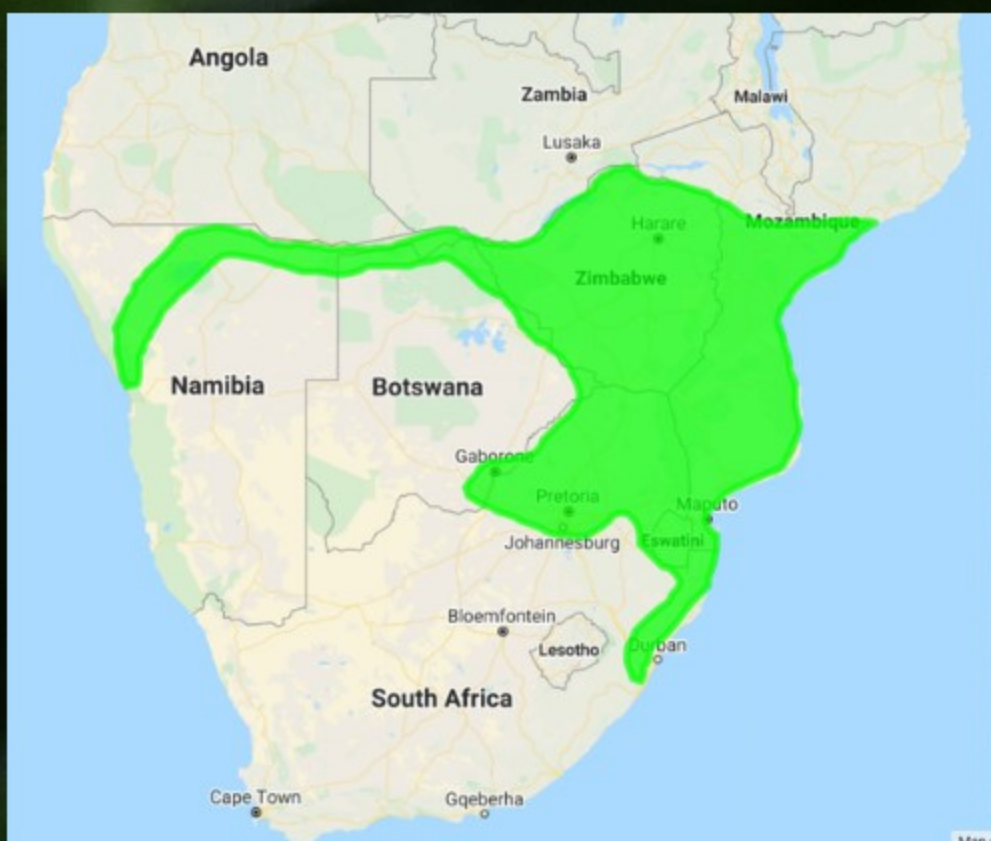 Angola
Zambia
Malawi
Lusaka
Mozambique
Harare
Zimbabwe
Namibia
Botswana
Gaborone
Pretoria
Maputo
Johannesburg
Eswatini
Bloemfontein
Lesotho
Durban
South Africa
Cape Town
Gqeberha
Map